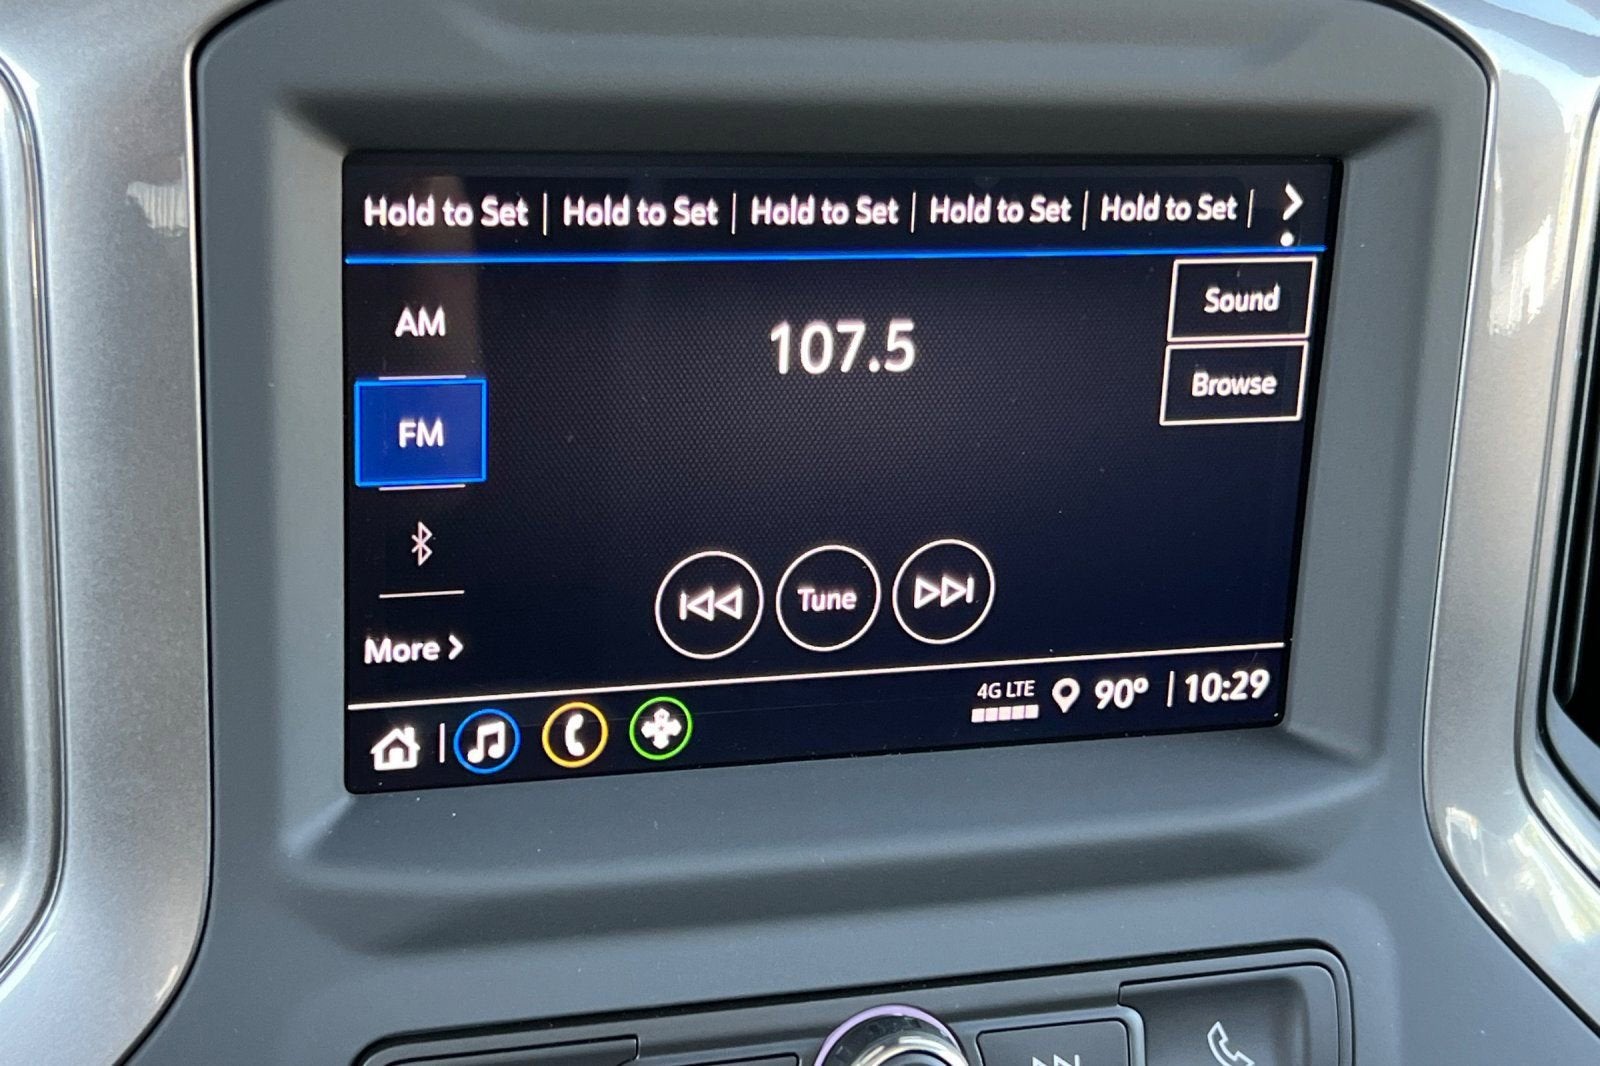 Hold to Set | Hold to Set | Hold to Set | Hold to Set | Hold to Set |
Sound
AM
107.5
Browse
FM
Tune
More
4G LTE 90° | 10:29